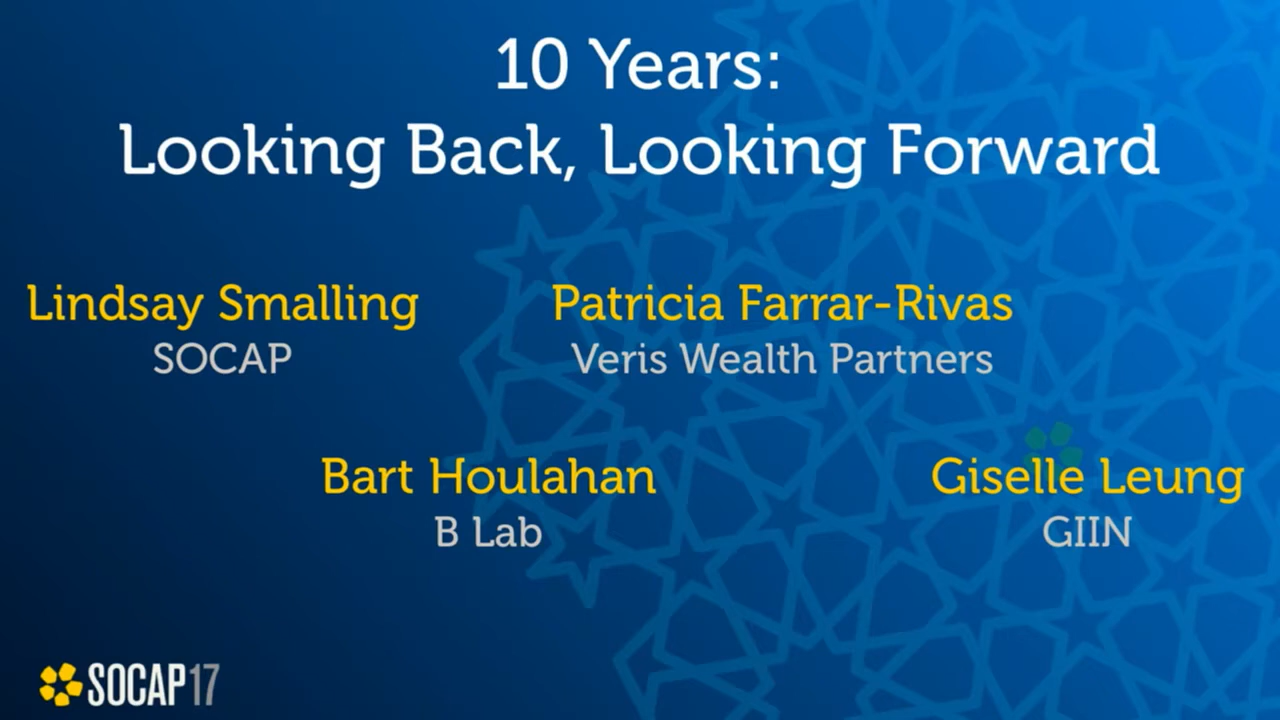 10 Years:
Looking Back, Looking Forward
Lindsay Smalling
SOCAP
Patricia Farrar-Rivas
Veris Wealth Partners
Bart Houlahan
B Lab
Giselle Leung
GIIN
SOCAP17